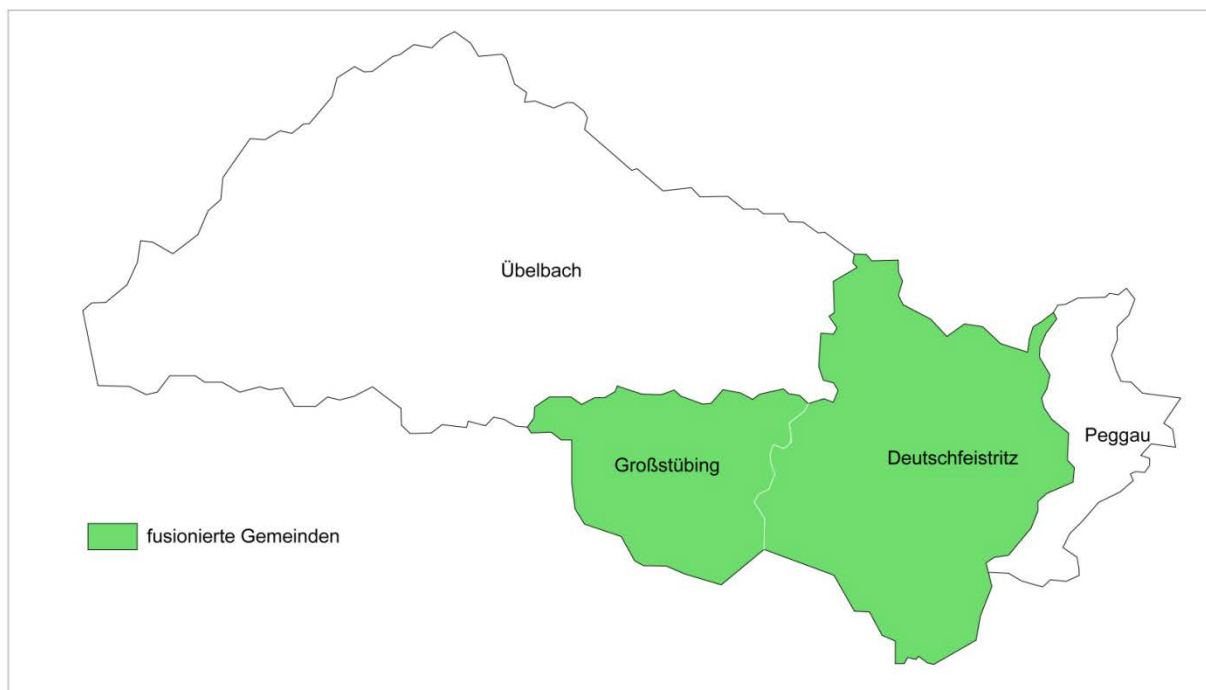 Übelbach
Peggau
Deutschfeistritz
Großstübing
fusionierte Gemeinden